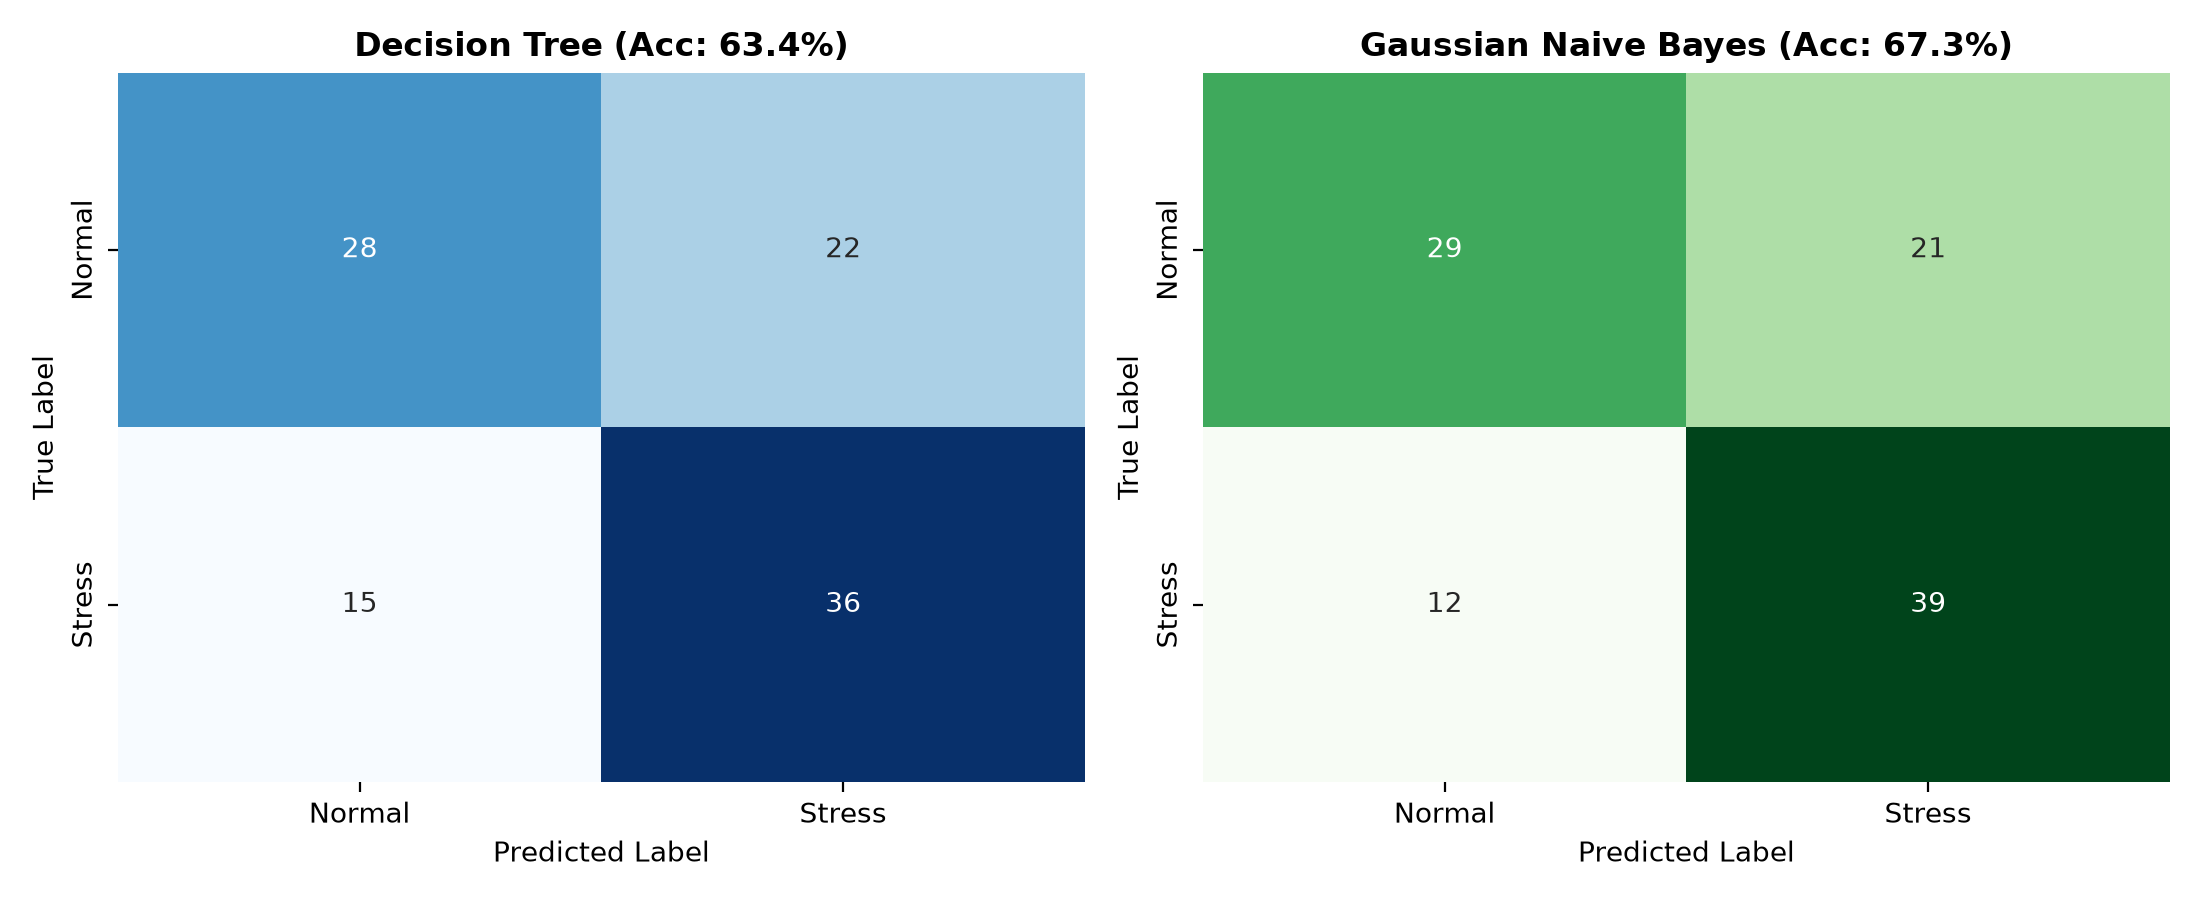 Decision Tree (Acc: 63.4%)
True Label
Normal
28
22
Stress
15
36
Normal
Stress
Predicted Label
Gaussian Naive Bayes (Acc: 67.3%)
True Label
Normal
29
21
Stress
12
39
Normal
Stress
Predicted Label